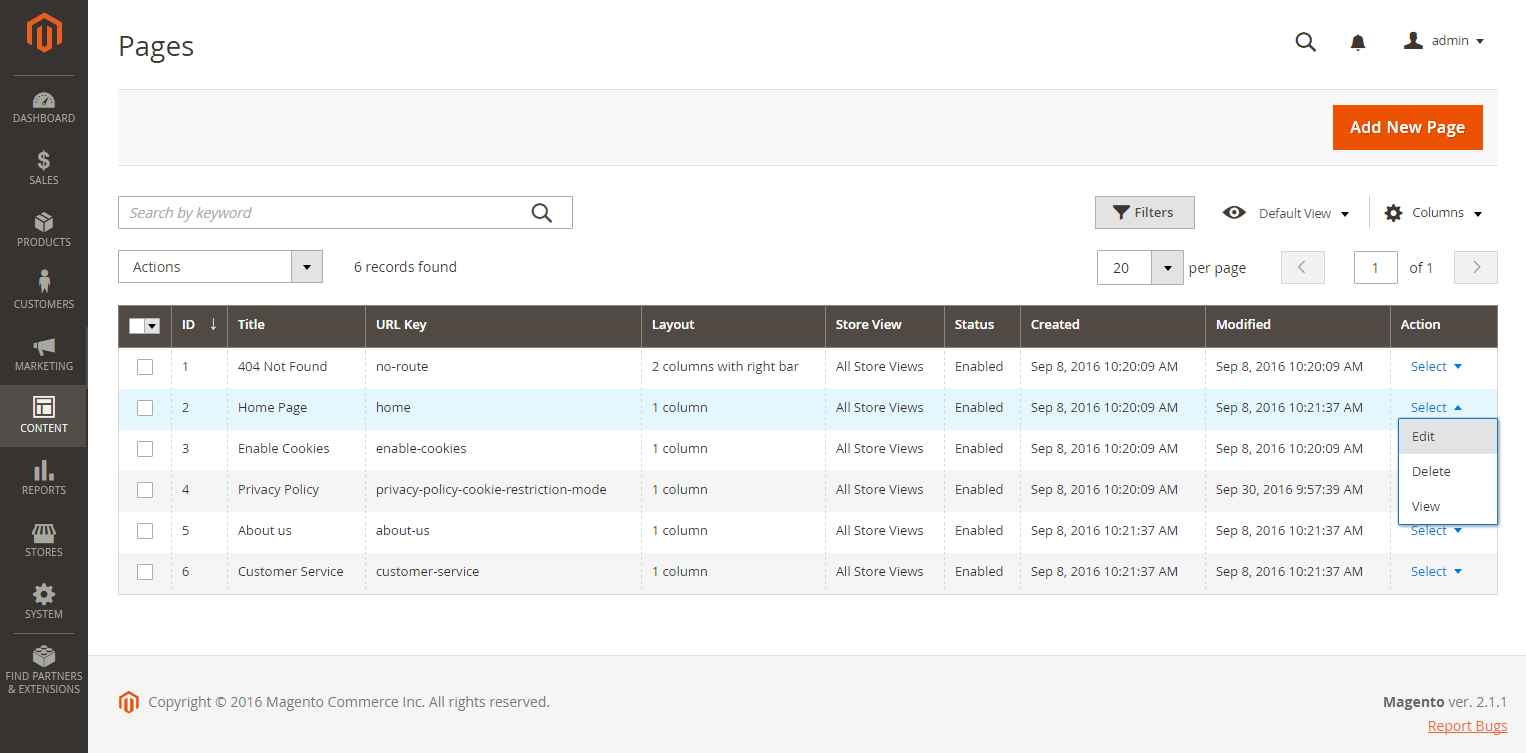 Pages
admin
DASHBOARD
SALES
PRODUCTS
CUSTOMERS
MARKETING
CONTENT
REPORTS
STORES
SYSTEM
FIND PARTNERS
& EXTENSIONS
Add New Page
Search by keyword
Filters Default View Columns
Actions 6 records found 20 per page 1 of 1
ID ↓ Title URL Key Layout Store View Status Created Modified Action
1 404 Not Found no-route 2 columns with right bar All Store Views Enabled Sep 8, 2016 10:20:09 AM Sep 8, 2016 10:20:09 AM Select
2 Home Page home 1 column All Store Views Enabled Sep 8, 2016 10:20:09 AM Sep 8, 2016 10:21:37 AM Select
Edit
3 Enable Cookies enable-cookies 1 column All Store Views Enabled Sep 8, 2016 10:20:09 AM Sep 8, 2016 10:20:09 AM
Delete
4 Privacy Policy privacy-policy-cookie-restriction-mode 1 column All Store Views Enabled Sep 8, 2016 10:20:09 AM Sep 30, 2016 9:57:39 AM
View
5 About us about-us 1 column All Store Views Enabled Sep 8, 2016 10:21:37 AM Sep 8, 2016 10:21:37 AM Select
6 Customer Service customer-service 1 column All Store Views Enabled Sep 8, 2016 10:21:37 AM Sep 8, 2016 10:21:37 AM Select
Copyright © 2016 Magento Commerce Inc. All rights reserved.
Magento ver. 2.1.1
Report Bugs